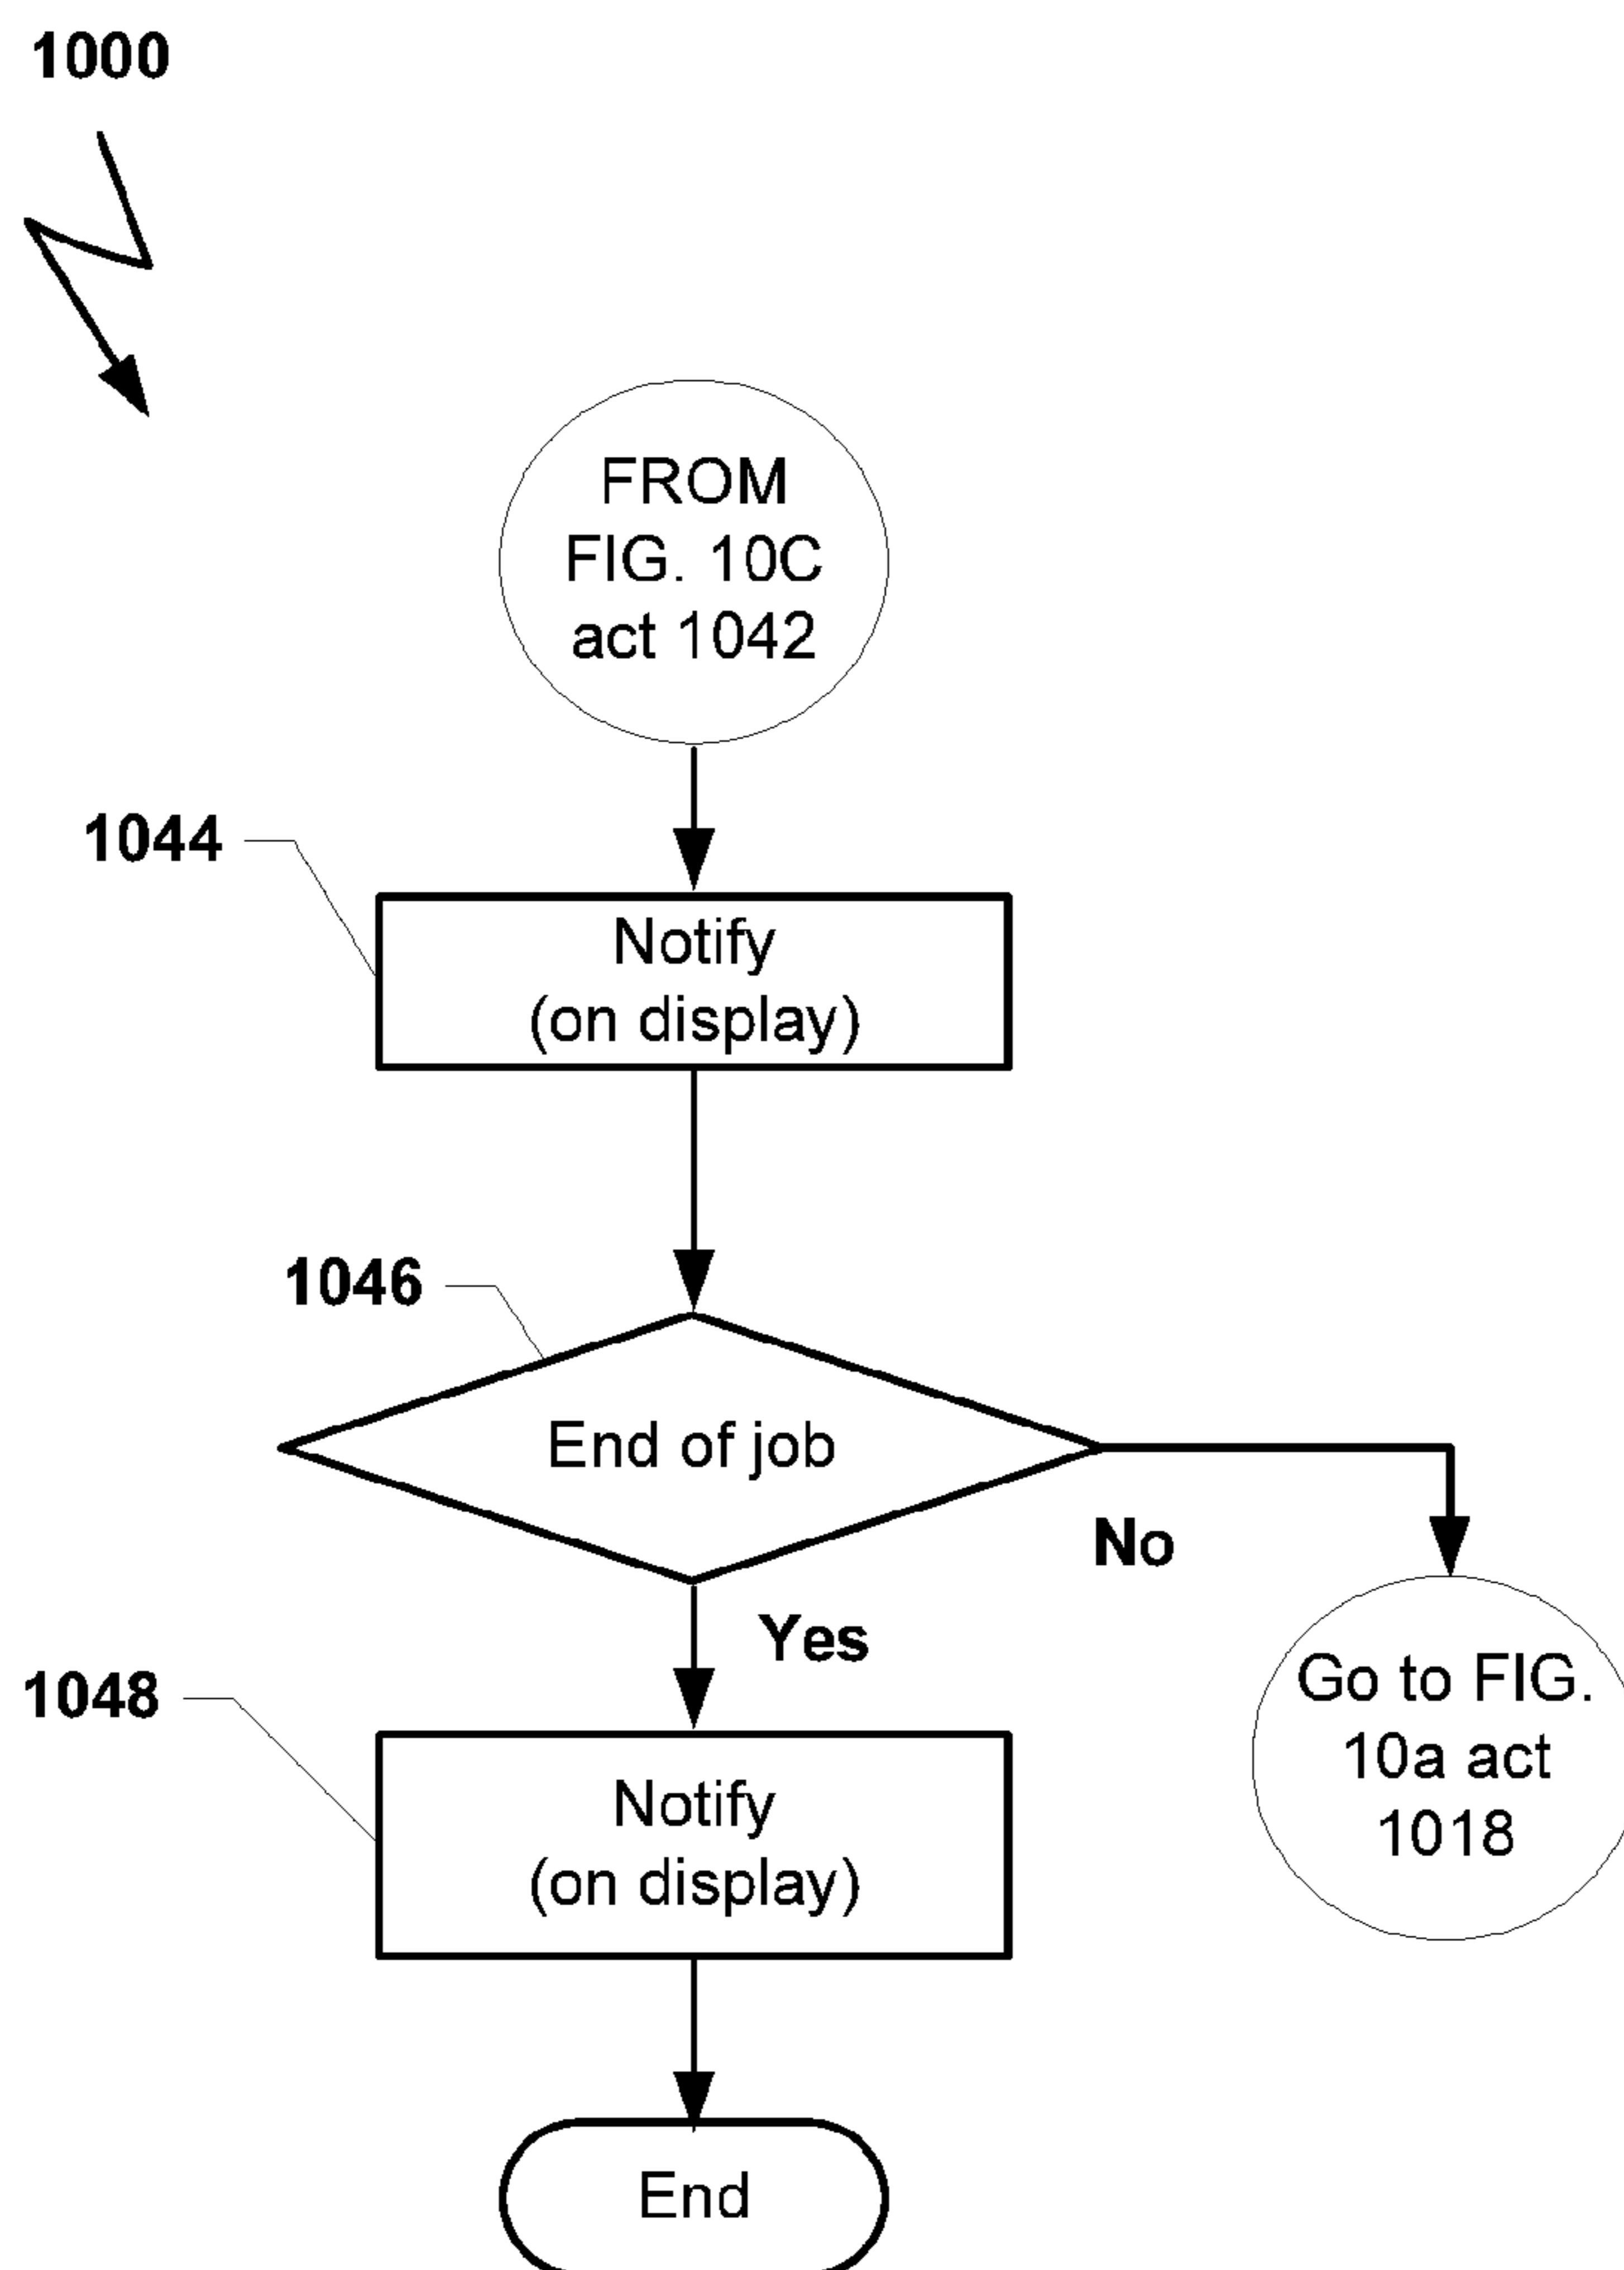 1000
FROM
FIG. 10C
act 1042
1044
Notify
(on display)
1046
End of job
No
Yes
1048
Notify
(on display)
Go to FIG.
10a act
1018
End